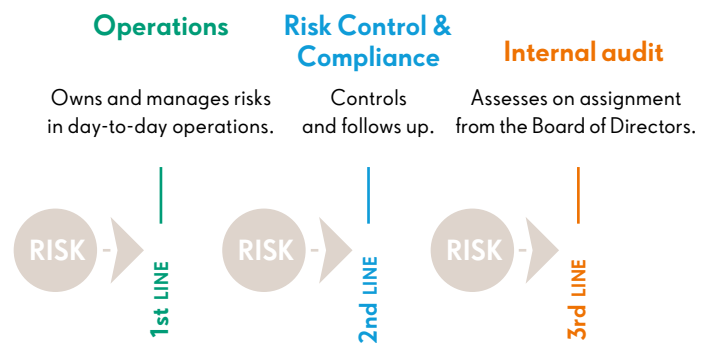 Operations
Owns and manages risks
in day-to-day operations.
Risk Control &
Compliance
Controls
and follows up.
Internal audit
Assesses on assignment
from the Board of Directors.
RISK
1st LINE
RISK
2nd LINE
RISK
3rd LINE